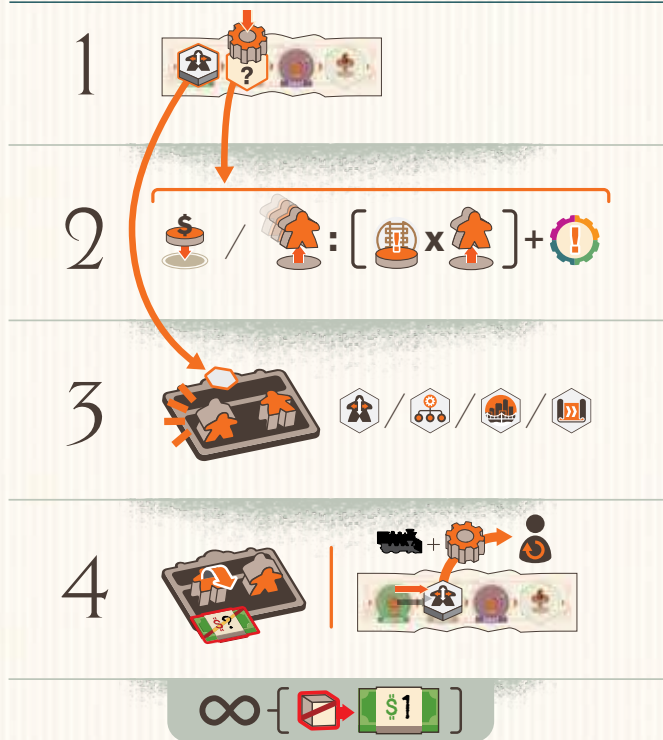 1
?
2
$ / : [ ! x ] + !
3
/ / /
4
$?
+
∞ - [ $1 ]